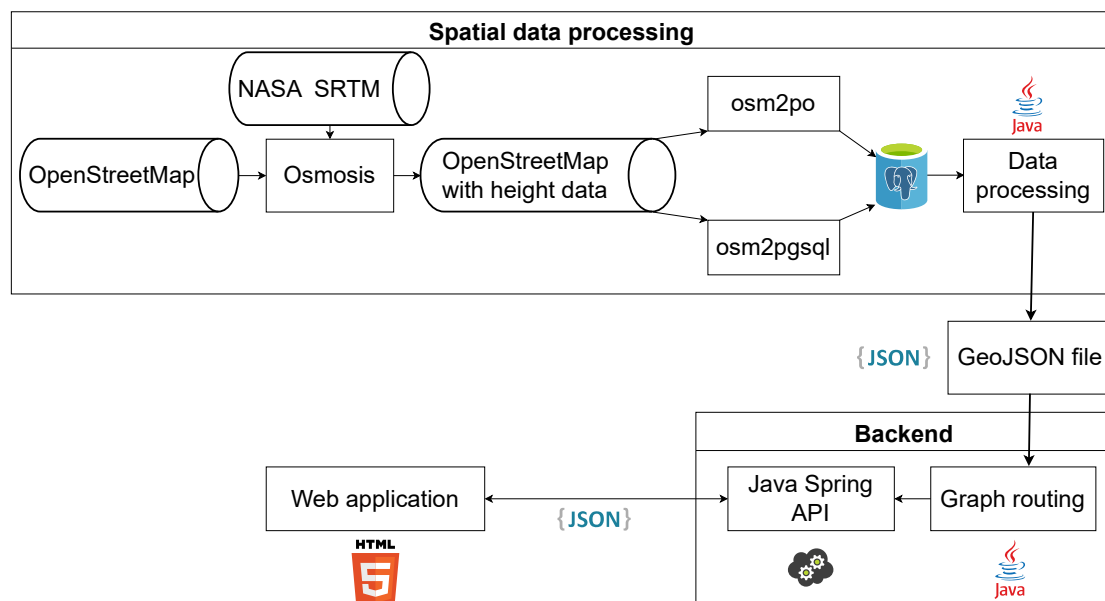 Spatial data processing
NASA SRTM
osm2po
Java
OpenStreetMap
Osmosis
OpenStreetMap
with height data
Data
processing
osm2pgsql
{JSON}
GeoJSON file
Backend
Web application
{JSON}
Java Spring
API
Graph routing
HTML
5
Java